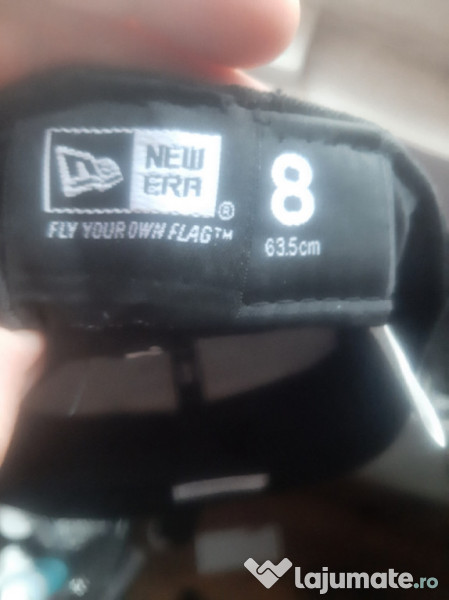 NEW
ERA
®
FLY YOUR OWN FLAG™
8
63.5cm
lajumate.ro